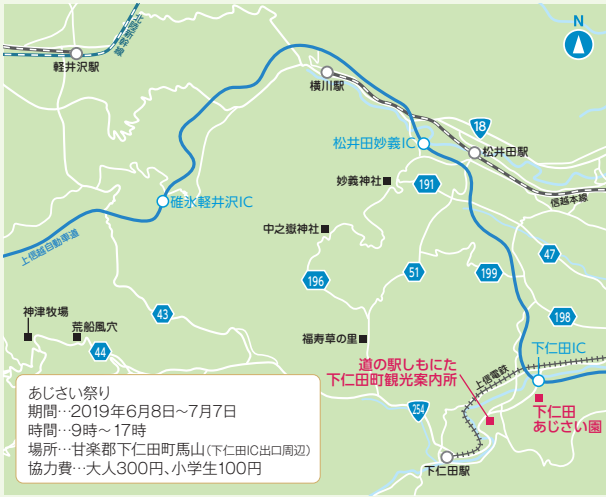 N
北陸新幹線
軽井沢駅
横川駅
18
松井田妙義IC
松井田駅
妙義神社
191
信越本線
碓氷軽井沢IC
上信越自動車道
中之嶽神社
47
51
199
196
198
43
神津牧場
荒船風穴
44
福寿草の里
下仁田IC
道の駅しもにた
下仁田町観光案内所
上信電鉄
254
下仁田
あじさい園
下仁田駅
あじさい祭り
期間…2019年6月8日〜7月7日
時間…9時〜17時
場所…甘楽郡下仁田町馬山(下仁田IC出口周辺)
協力費…大人300円、小学生100円